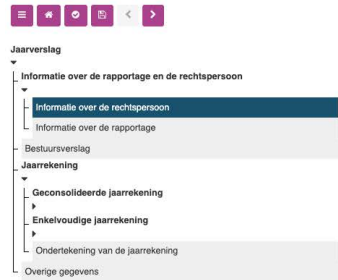 Jaarverslag
Informatie over de rapportage en de rechtspersoon
Informatie over de rechtspersoon
Informatie over de rapportage
Bestuursverslag
Jaarrekening
Geconsolideerde jaarrekening
Enkelvoudige jaarrekening
Ondertekening van de jaarrekening
Overige gegevens